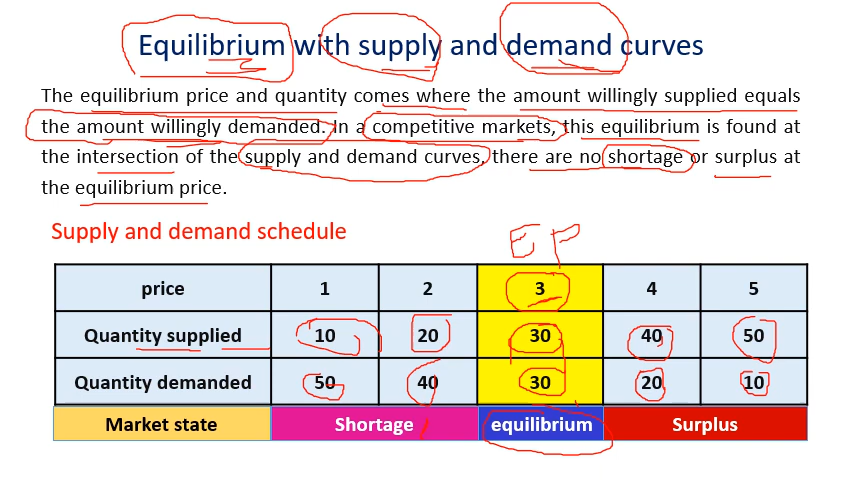 Equilibrium with supply and demand curves
The equilibrium price and quantity comes where the amount willingly supplied equals
the amount willingly demanded. In a competitive markets, this equilibrium is found at
the intersection of the supply and demand curves, there are no shortage or surplus at
the equilibrium price.
Supply and demand schedule
EP
price 1 2 3 4 5
Quantity supplied 10 20 30 40 50
Quantity demanded 50 40 30 20 10
Market state Shortage equilibrium Surplus